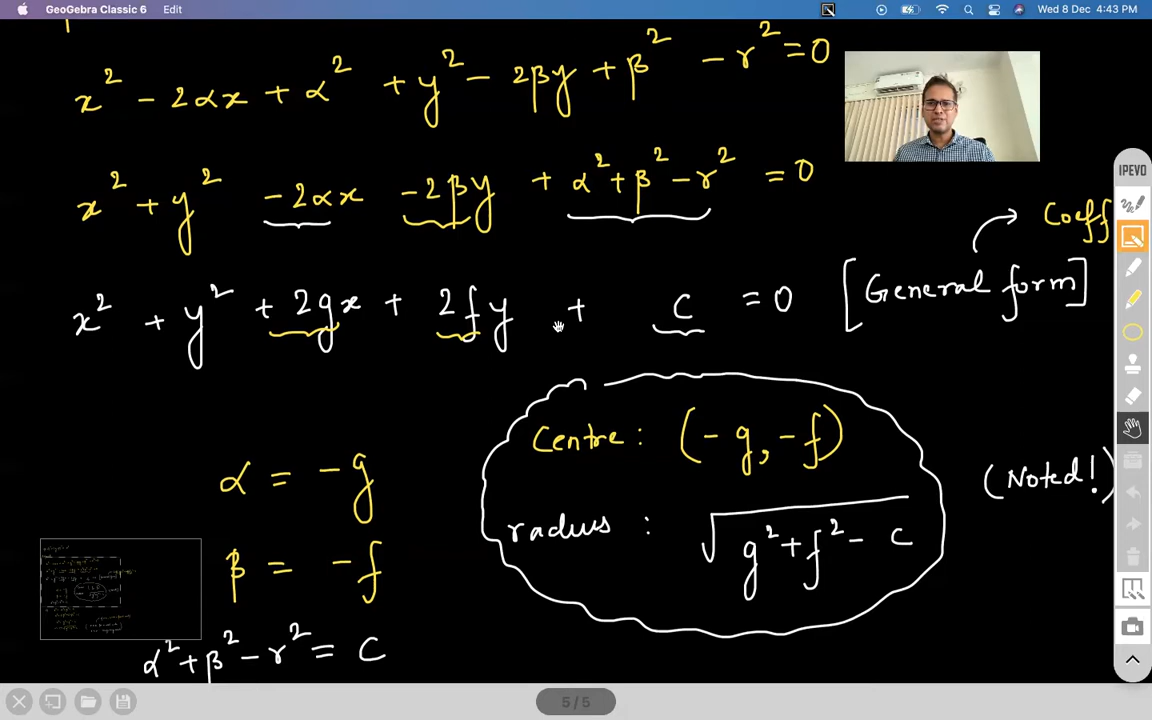 GeoGebra Classic 6 Edit Wed 8 Dec 4:43 PM
x² - 2αx + α² + y² - 2βy + β² - r² = 0
IPEVO
x² + y² -2αx -2βy + α² + β² - r² = 0
Coeff
x² + y² + 2gx + 2fy + c = 0 [General form]
Centre: (-g, -f)
α = -g
(Noted!)
radius : √g² + f² - c
β = -f
α² + β² - r² = c
5/5